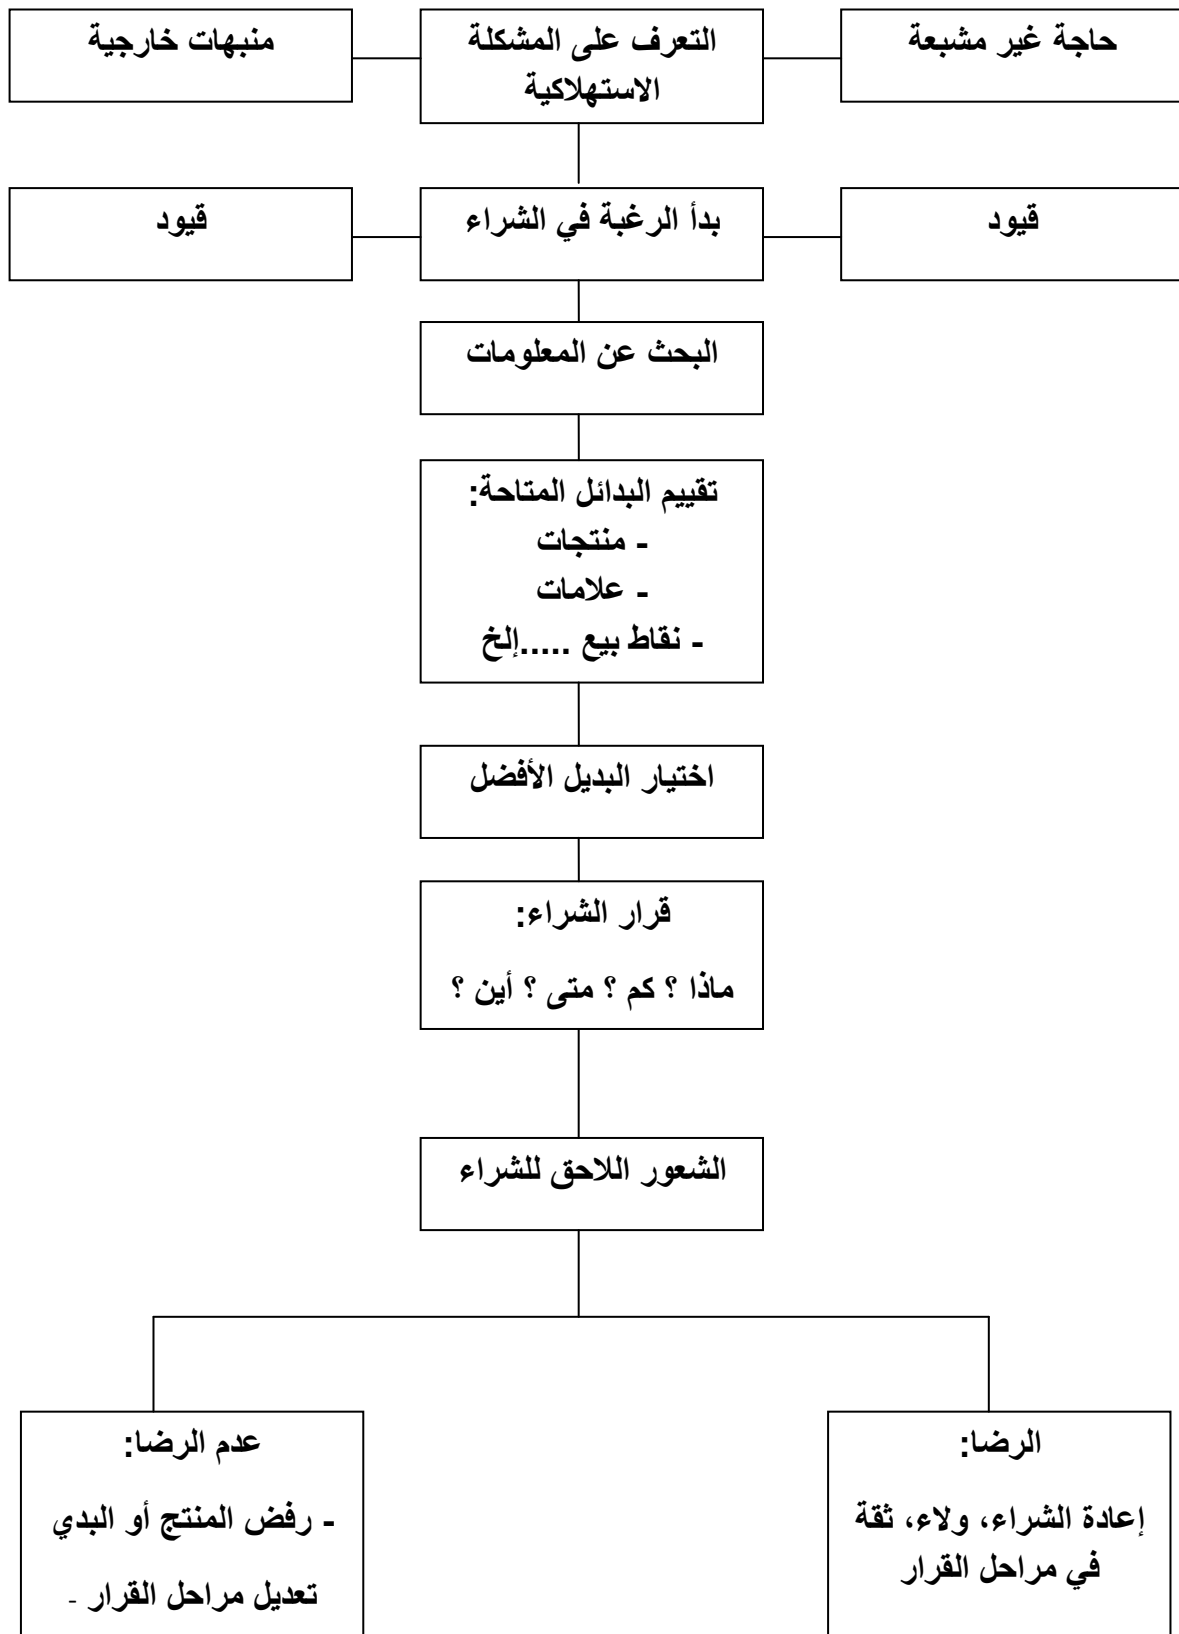 حاجة غير مشبعة
التعرف على المشكلة
الاستهلاكية
منبهات خارجية
قيود
بدأ الرغبة في الشراء
قيود
البحث عن المعلومات
تقييم البدائل المتاحة:
- منتجات
- علامات
- نقاط بيع .....إلخ
اختيار البديل الأفضل
قرار الشراء:
ماذا ؟ كم ؟ متى ؟ أين ؟
الشعور اللاحق للشراء
الرضا:
إعادة الشراء، ولاء، ثقة
في مراحل القرار
عدم الرضا:
- رفض المنتج أو البدي
تعديل مراحل القرار -